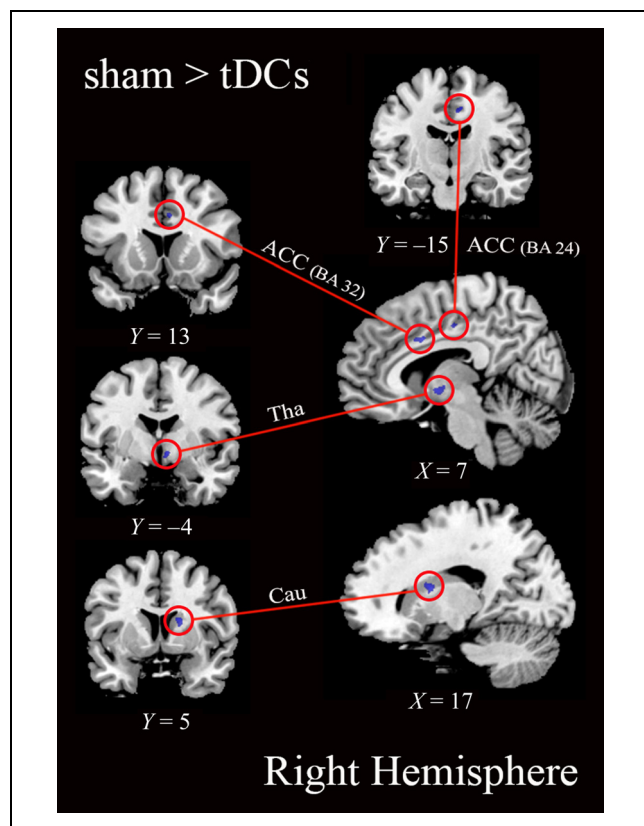 sham > tDCs
Y = –15
ACC (BA 24)
ACC (BA 32)
Y = 13
Tha
X = 7
Y = –4
Cau
X = 17
Y = 5
Right Hemisphere